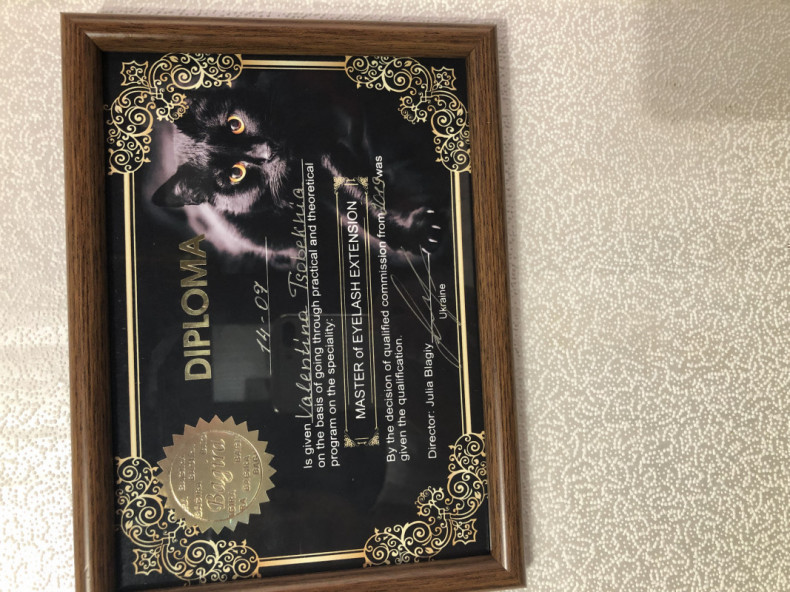 DIPLOMA
14-09
Is given Valentina Tsopekhia
on the basis of going through practical and theoretical
program on the speciality:
MASTER of EYELASH EXTENSION
By the decision of qualified commission from 2019 was
given the qualification.
Director: Julia Blagiy
Ukraine